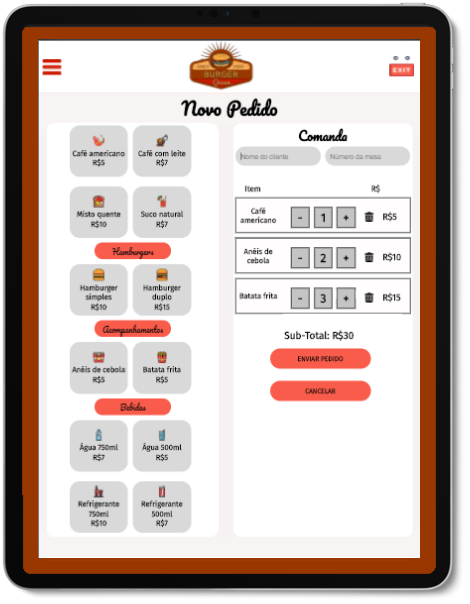 BURGER
Queen
EXIT
Novo Pedido
Café americano
R$5
Café com leite
R$7
Misto quente
R$10
Suco natural
R$7
Hamburgers
Hamburger
simples
R$10
Hamburger
duplo
R$15
Acompanhamentos
Anéis de cebola
R$5
Batata frita
R$5
Bebidas
Água 750ml
R$7
Água 500ml
R$5
Refrigerante
750ml
R$10
Refrigerante
500ml
R$7
Comanda
Nome do cliente
Número da mesa
Item R$
Café
americano
- 1 + R$5
Anéis de
cebola
- 2 + R$10
Batata frita - 3 + R$15
Sub-Total: R$30
ENVIAR PEDIDO
CANCELAR